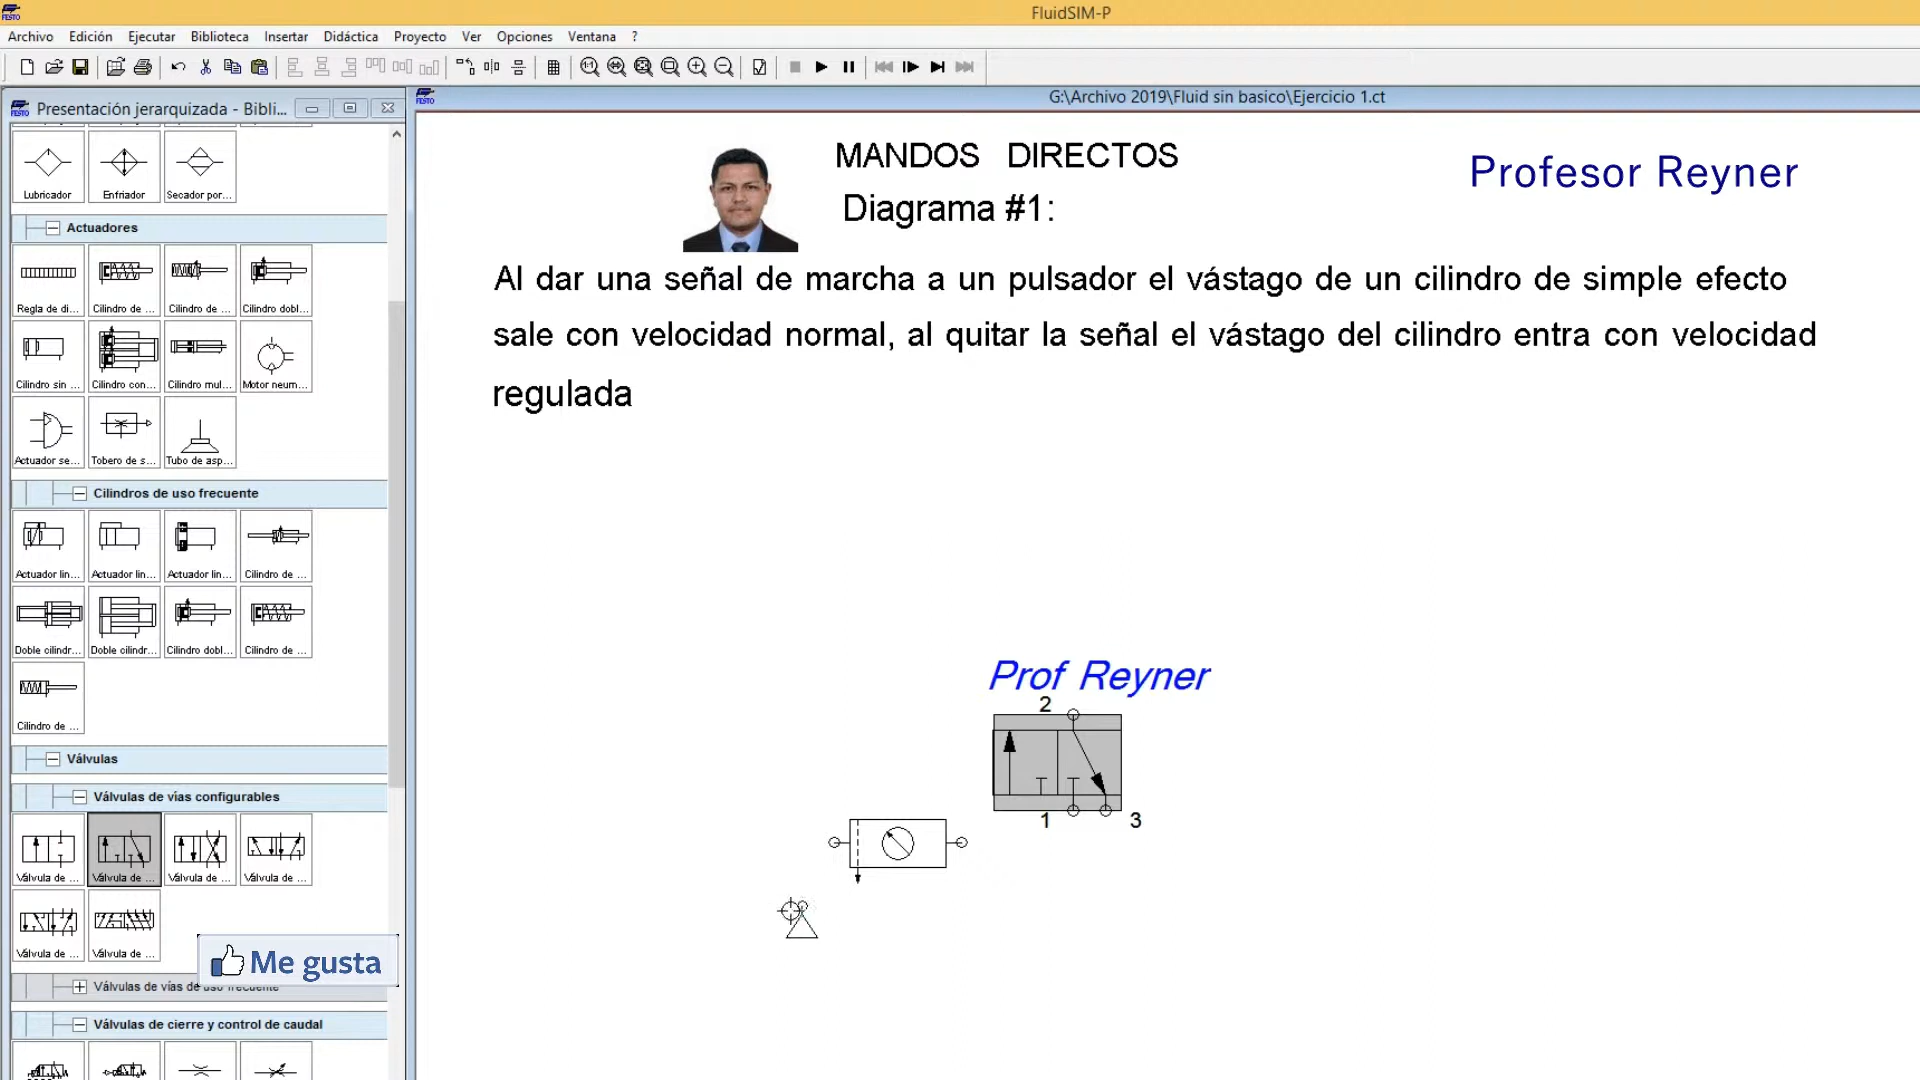 FluidSIM-P
FESTO
Archivo Edición Ejecutar Biblioteca Insertar Didáctica Proyecto Ver Opciones Ventana ?
Presentación jerarquizada - Bibli...
G:\Archivo 2019\Fluid sin basico\Ejercicio 1.ct
Lubricador Enfriador Secador por...
Actuadores
Regla de di... Cilindro de ... Cilindro de ... Cilindro dobl...
Cilindro sin ... Cilindro con... Cilindro mul... Motor neum...
Actuador se... Tobero de s... Tubo de asp...
Cilindros de uso frecuente
Actuador lin... Actuador lin... Actuador lin... Cilindro de ...
Doble cilindr... Doble cilindr... Cilindro dobl... Cilindro de ...
Cilindro de ...
Válvulas
Válvulas de vías configurables
Válvula de ... Válvula de ... Válvula de ... Válvula de ...
Válvula de ... Válvula de ...
Me gusta
Válvulas de vías de uso frecuente
Válvulas de cierre y control de caudal
MANDOS DIRECTOS
Diagrama #1:
Profesor Reyner
Al dar una señal de marcha a un pulsador el vástago de un cilindro de simple efecto
sale con velocidad normal, al quitar la señal el vástago del cilindro entra con velocidad
regulada
Prof Reyner
2
1 3